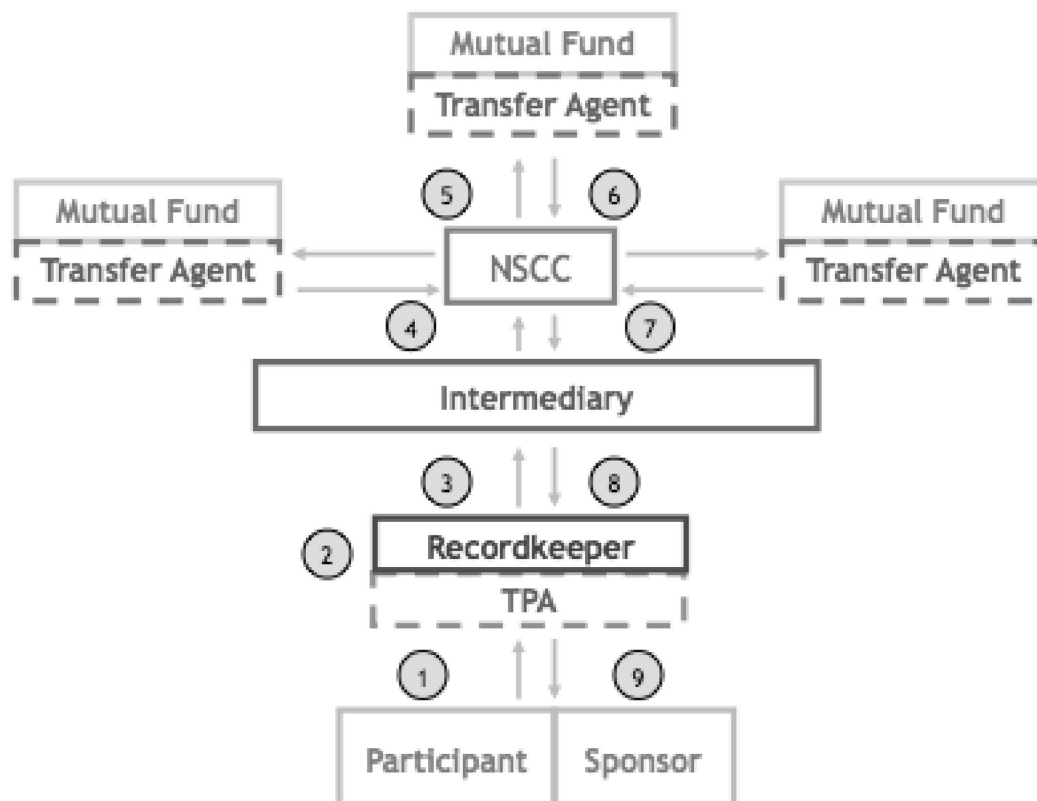 Mutual Fund
Transfer Agent
5
6
Mutual Fund
Transfer Agent
NSCC
Mutual Fund
Transfer Agent
4
7
Intermediary
3
8
2
Recordkeeper
TPA
1
9
Participant
Sponsor